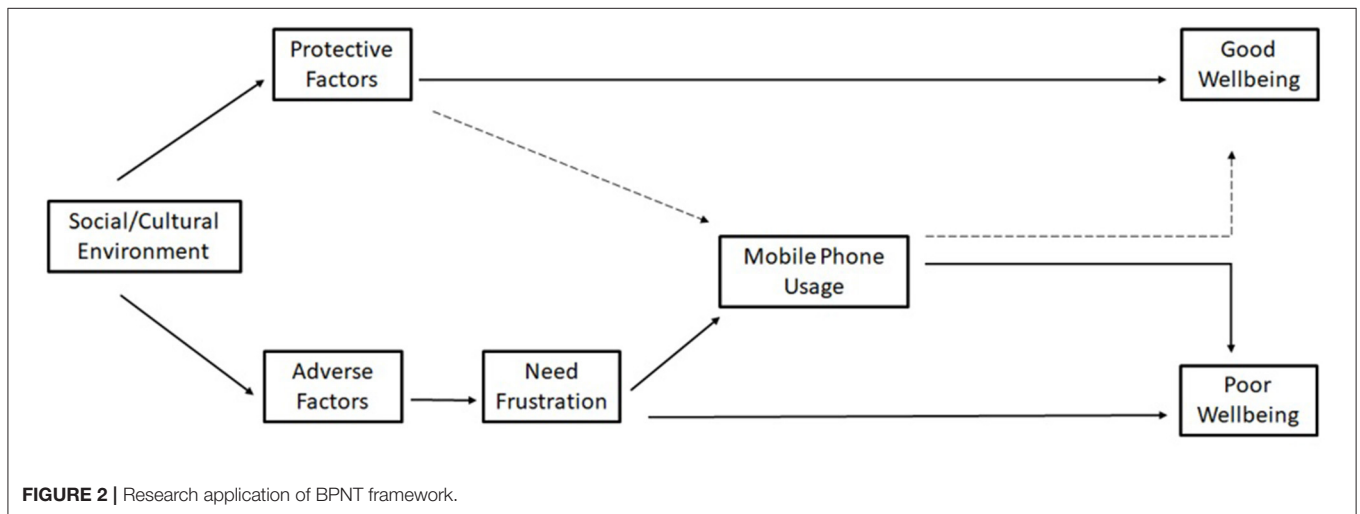 Protective
Factors
Good
Wellbeing
Social/Cultural
Environment
Mobile Phone
Usage
Adverse
Factors
Need
Frustration
Poor
Wellbeing
FIGURE 2 | Research application of BPNT framework.